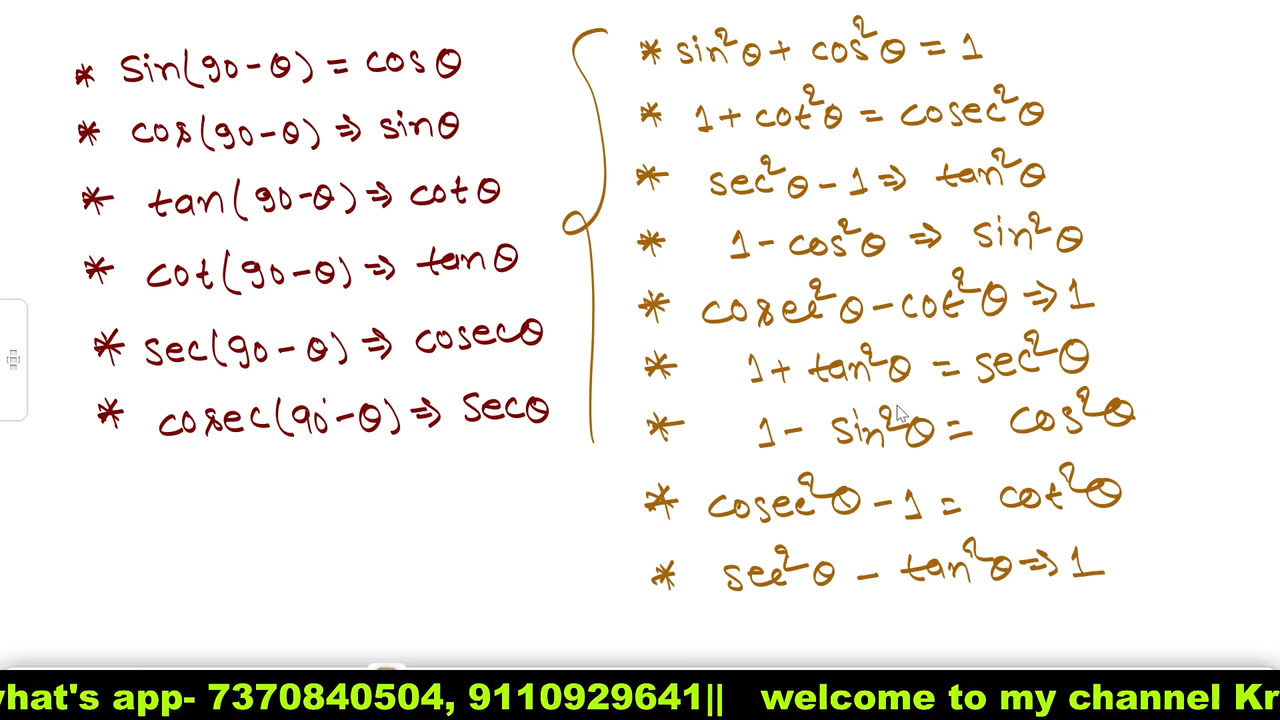 * sin(90-θ) = cosθ
* cos(90-θ) ⇒ sinθ
* tan(90-θ) ⇒ cotθ
* cot(90-θ) ⇒ tanθ
* sec(90-θ) ⇒ cosecθ
* cosec(90-θ) ⇒ secθ
* sin²θ + cos²θ = 1
* 1 + cot²θ = cosec²θ
* sec²θ - 1 ⇒ tan²θ
* 1 - cos²θ ⇒ sin²θ
* cosec²θ - cot²θ ⇒ 1
* 1 + tan²θ = sec²θ
* 1 - sin²θ = cos²θ
* cosec²θ - 1 = cot²θ
* sec²θ - tan²θ ⇒ 1
what's app- 7370840504, 9110929641|| welcome to my channel Kr